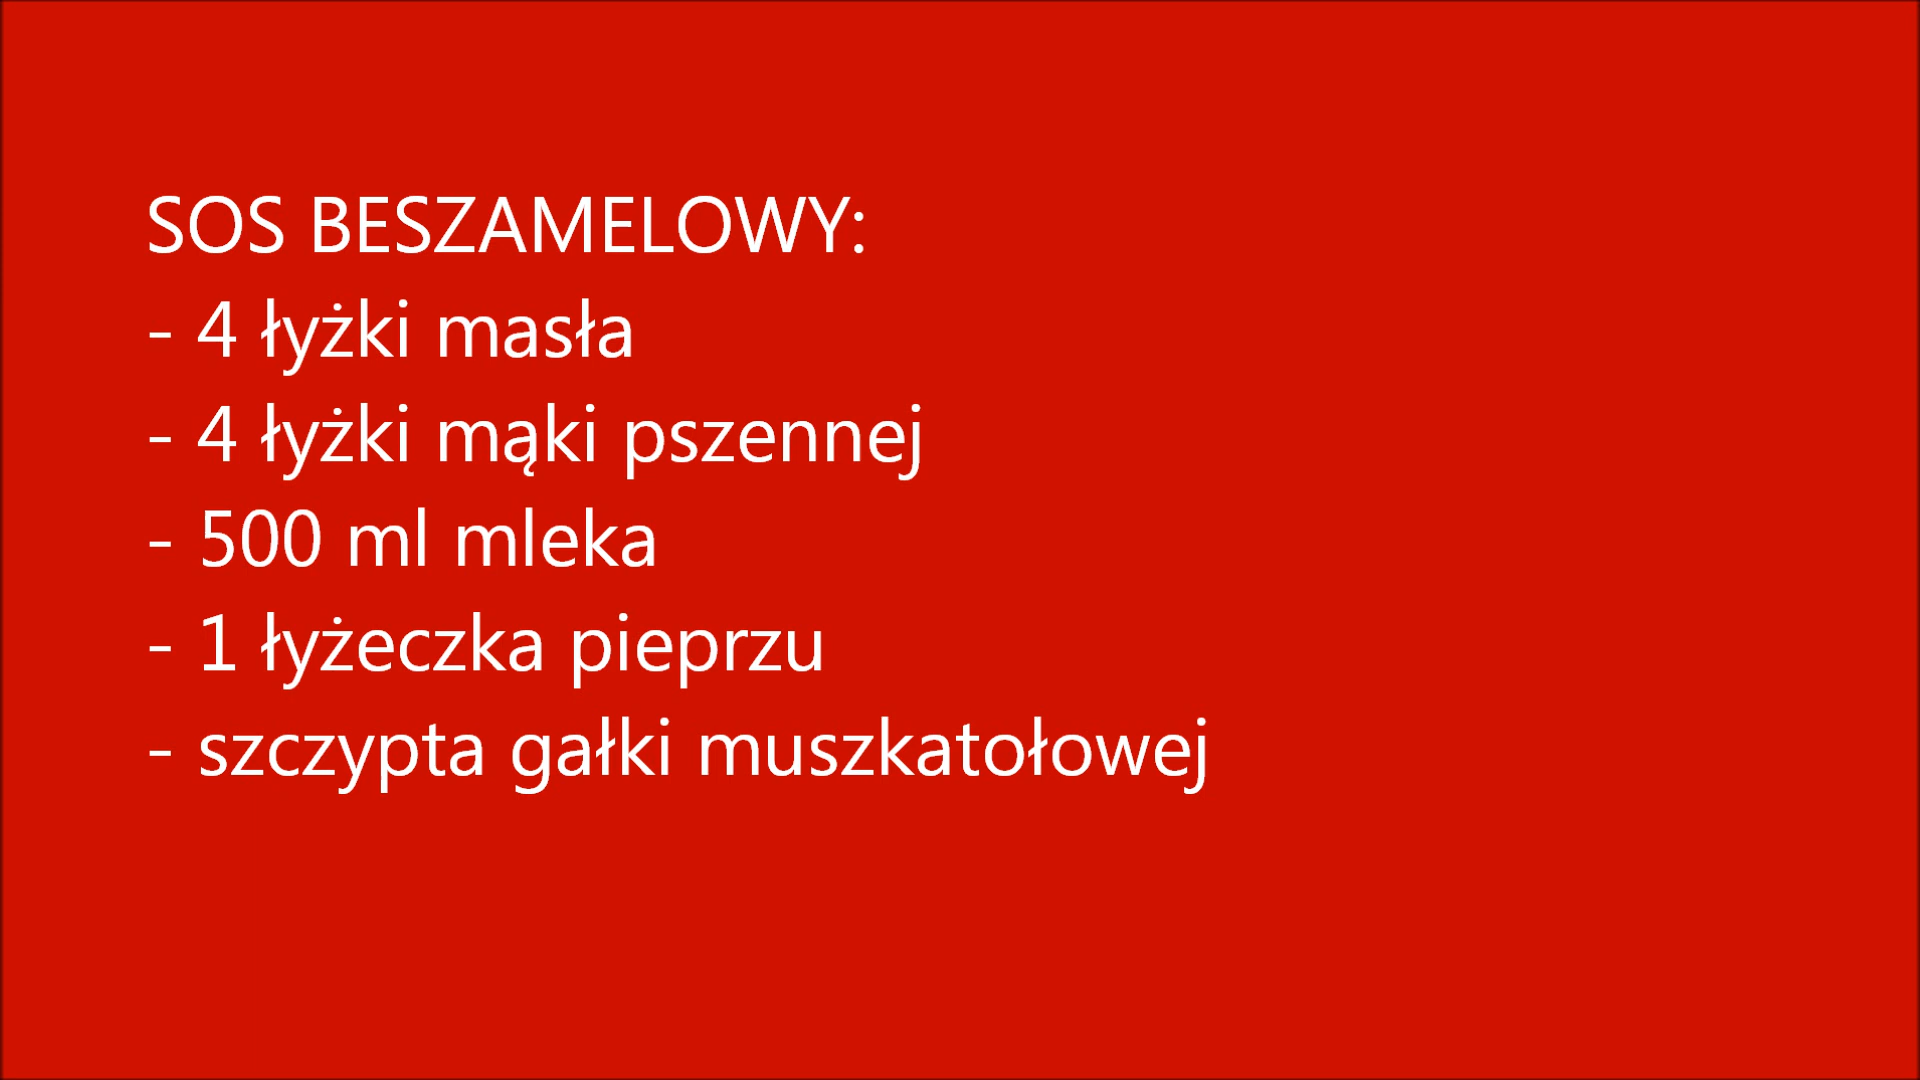 SOS BESZAMELOWY:
- 4 łyżki masła
- 4 łyżki mąki pszennej
- 500 ml mleka
- 1 łyżeczka pieprzu
- szczypta gałki muszkatołowej